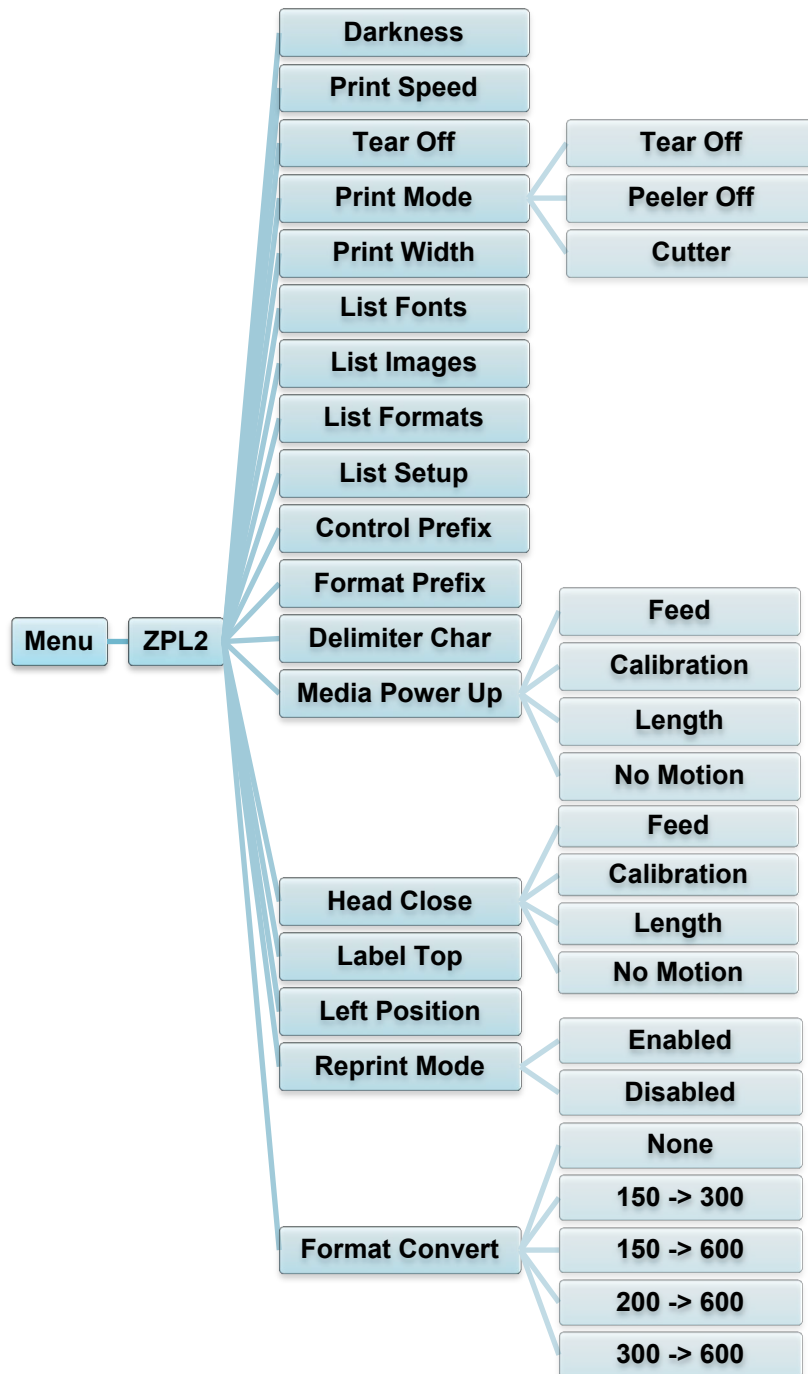 Darkness
Print Speed
Tear Off
Tear Off
Print Mode
Peeler Off
Print Width
Cutter
List Fonts
List Images
List Formats
List Setup
Control Prefix
Format Prefix
Feed
Menu
ZPL2
Delimiter Char
Calibration
Media Power Up
Length
No Motion
Feed
Calibration
Head Close
Length
Label Top
No Motion
Left Position
Enabled
Reprint Mode
Disabled
None
150 -> 300
Format Convert
150 -> 600
200 -> 600
300 -> 600